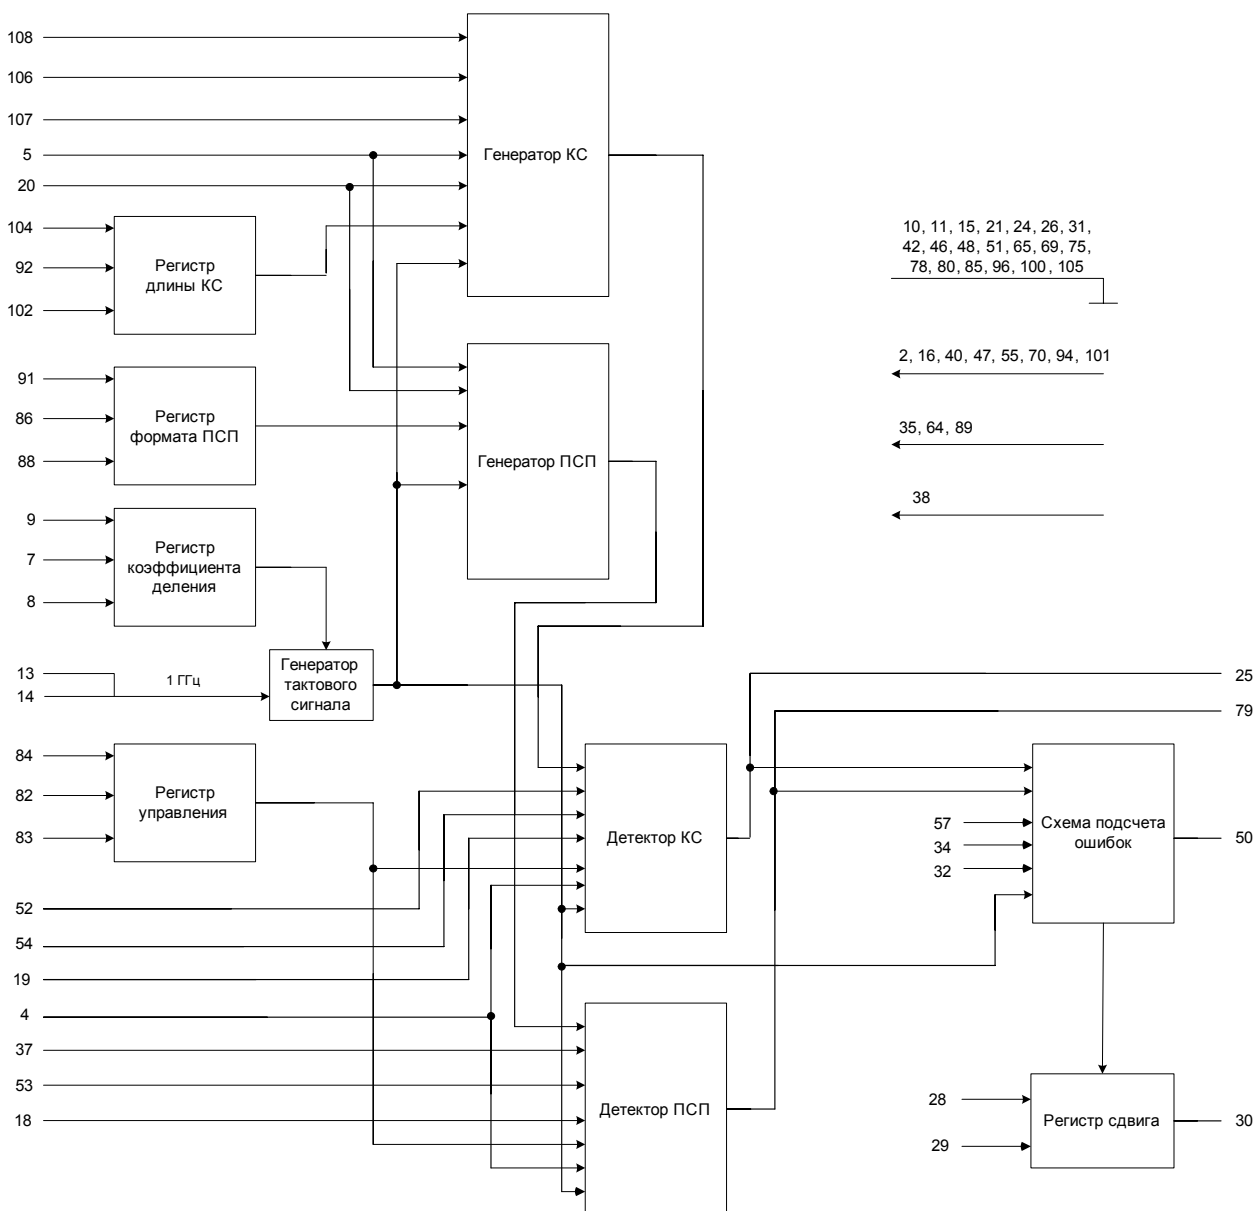 108
106
107
5
20
Генератор КС
104
92
102
Регистр
длины КС
10, 11, 15, 21, 24, 26, 31,
42, 46, 48, 51, 65, 69, 75,
78, 80, 85, 96, 100, 105
2, 16, 40, 47, 55, 70, 94, 101
35, 64, 89
38
91
86
88
Регистр
формата ПСП
Генератор ПСП
9
7
8
Регистр
коэффициента
деления
13
14
1 ГГц
Генератор
тактового
сигнала
25
79
84
82
83
Регистр
управления
Детектор КС
57
34
32
Схема подсчета
ошибок
50
52
54
19
4
37
53
18
Детектор ПСП
28
29
Регистр сдвига
30